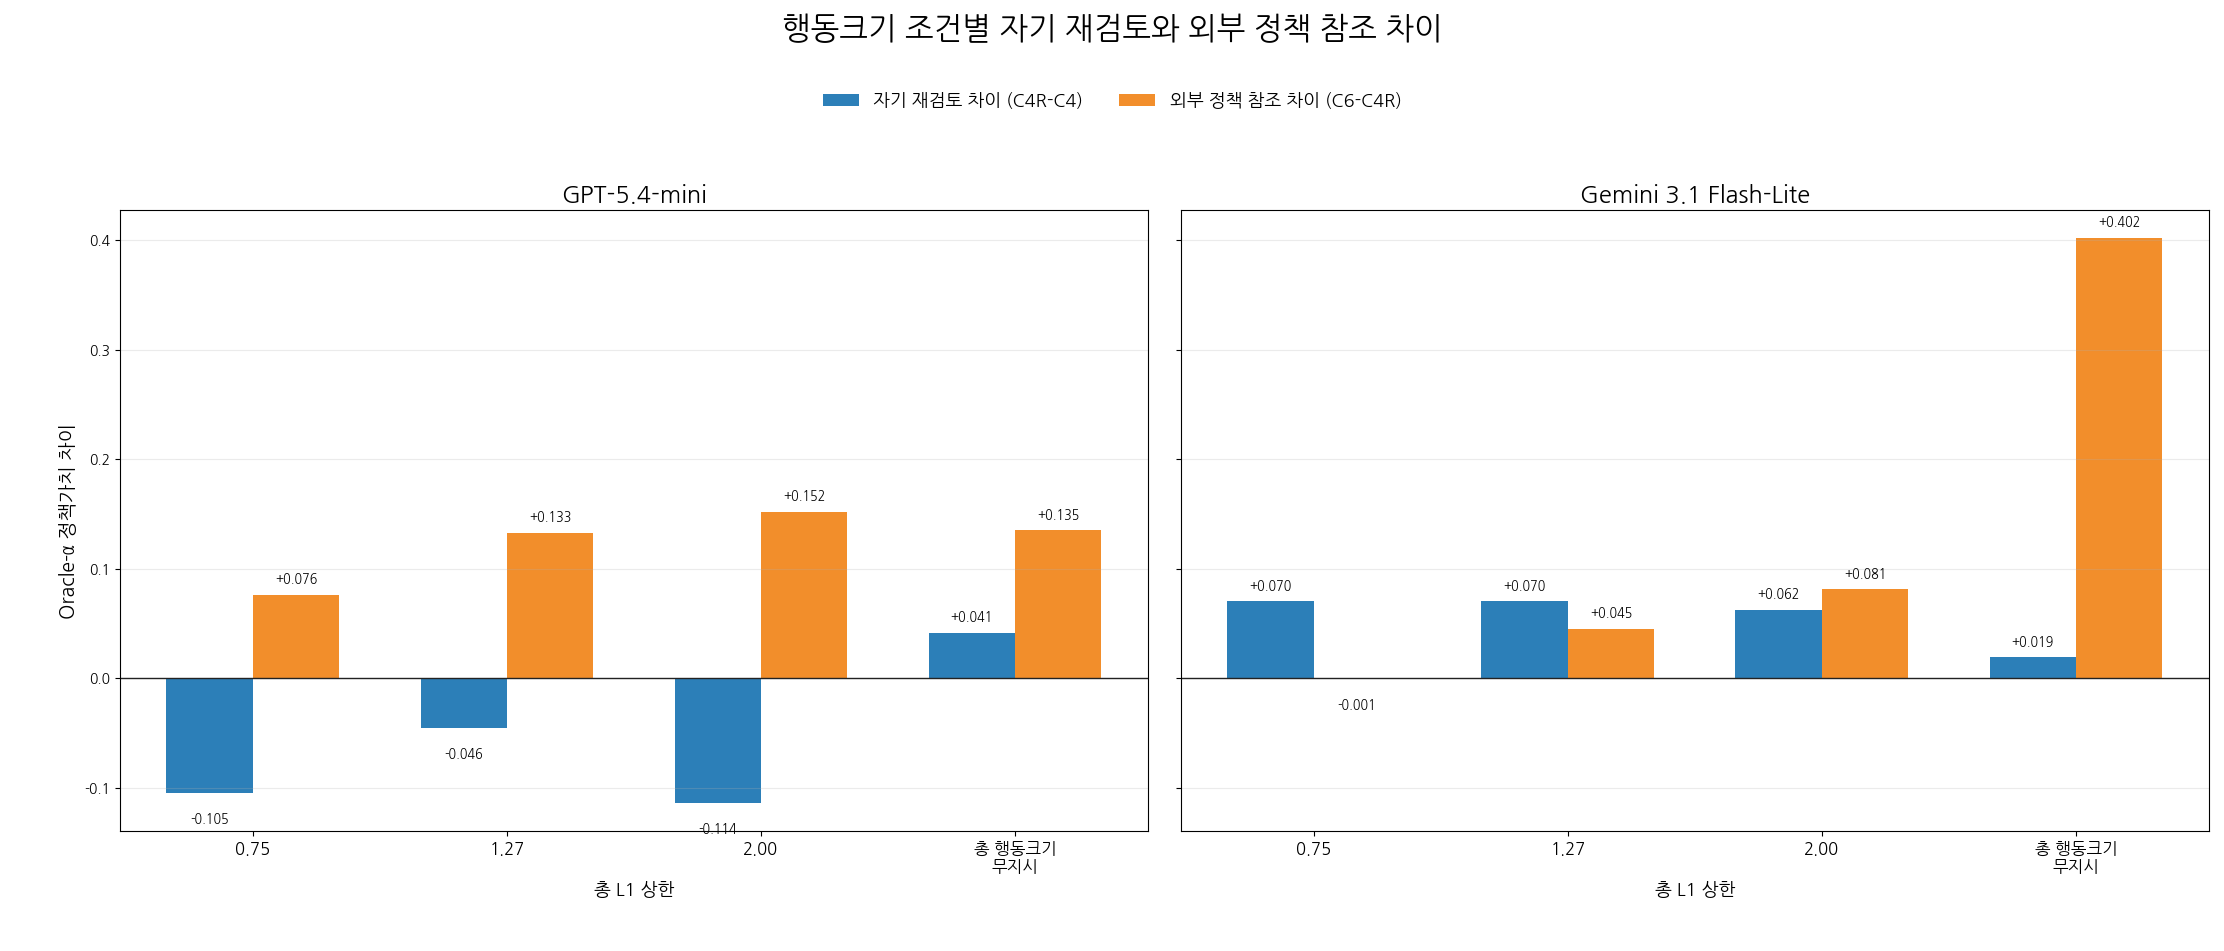 행동크기 조건별 자기 재검토와 외부 정책 참조 차이
자기 재검토 차이 (C4R-C4)
외부 정책 참조 차이 (C6-C4R)
GPT-5.4-mini
Oracle-α 정책가치 차이
0.4
0.3
0.2
0.1
0.0
-0.1
-0.105
+0.076
-0.046
+0.133
-0.114
+0.152
+0.041
+0.135
0.75
1.27
2.00
총 행동크기
무지시
총 L1 상한
Gemini 3.1 Flash-Lite
+0.070
-0.001
+0.070
+0.045
+0.062
+0.081
+0.019
+0.402
0.75
1.27
2.00
총 행동크기
무지시
총 L1 상한